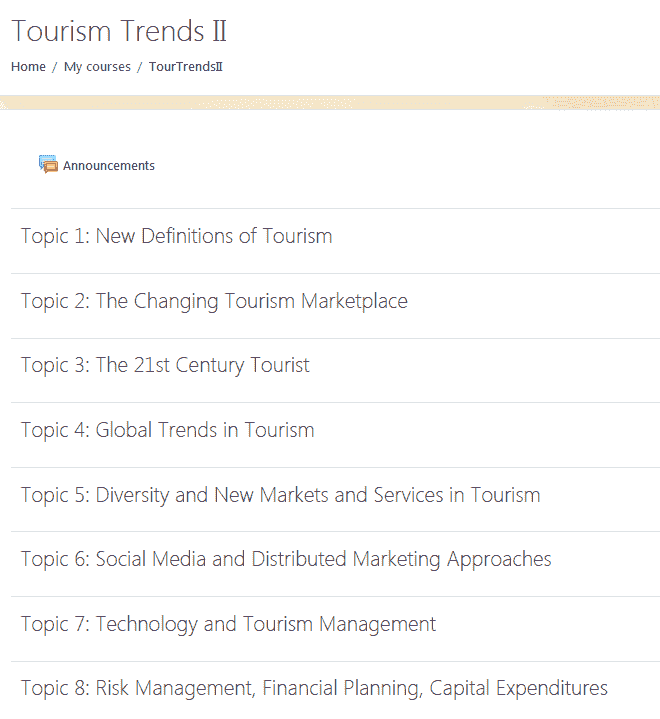 Tourism Trends II
Home / My courses / TourTrendsII
Announcements
Topic 1: New Definitions of Tourism
Topic 2: The Changing Tourism Marketplace
Topic 3: The 21st Century Tourist
Topic 4: Global Trends in Tourism
Topic 5: Diversity and New Markets and Services in Tourism
Topic 6: Social Media and Distributed Marketing Approaches
Topic 7: Technology and Tourism Management
Topic 8: Risk Management, Financial Planning, Capital Expenditures